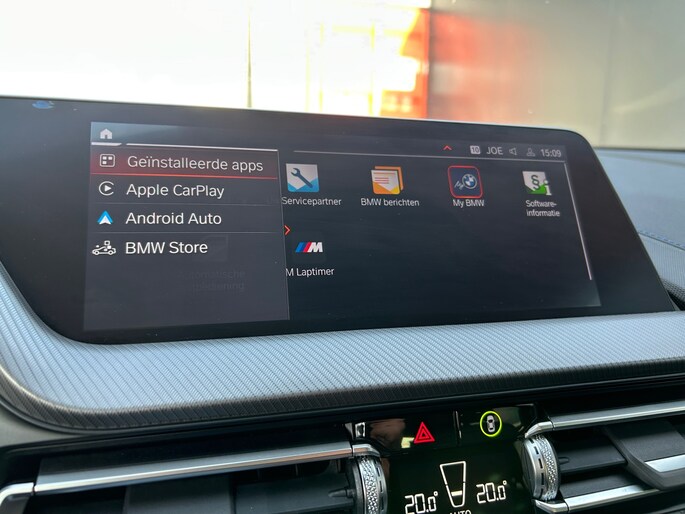 JOE 15:09
Geïnstalleerde apps
Apple CarPlay
Android Auto
BMW Store
Servicepartner
BMW berichten
My BMW
Software-
informatie
M Laptimer
20.0° 20.0°
AUTO